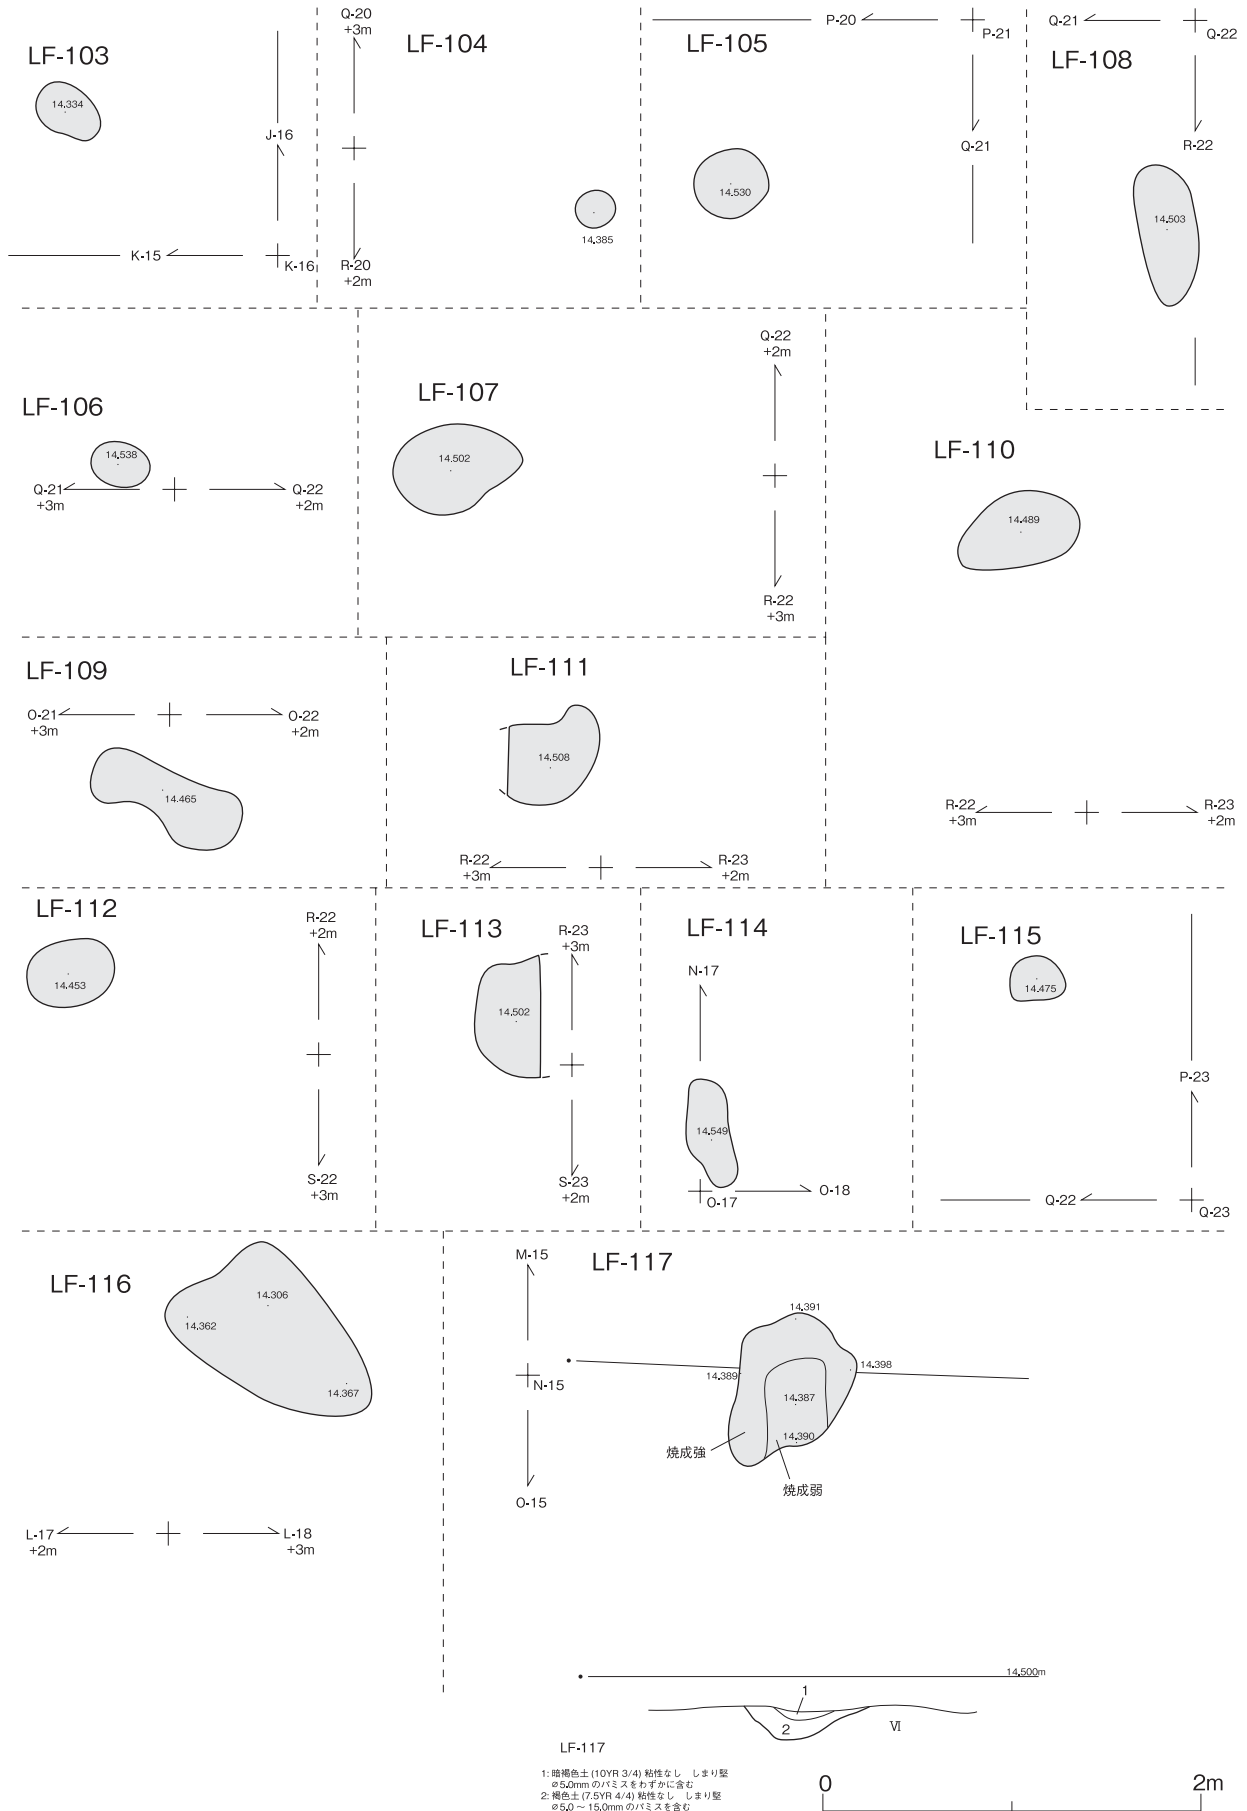 LF-103
14.334
J-16
K-15
K-16
Q-20
+3m
R-20
+2m
LF-104
14.385
P-20
P-21
LF-105
14.530
Q-21
Q-21
Q-22
LF-108
R-22
14.503
LF-106
14.538
Q-21
+3m
Q-22
+2m
LF-107
14.502
Q-22
+2m
R-22
+3m
LF-110
14.489
R-22
+3m
R-23
+2m
LF-109
O-21
+3m
O-22
+2m
14.465
LF-111
14.508
R-22
+3m
R-23
+2m
LF-112
14.453
R-22
+2m
S-22
+3m
LF-113
R-23
+3m
14.502
S-23
+2m
LF-114
N-17
14.549
O-17
O-18
LF-115
14.475
P-23
Q-22
Q-23
LF-116
14.306
14.362
14.367
L-17
+2m
L-18
+3m
M-15
N-15
O-15
LF-117
14.391
14.389
14.398
14.387
14.390
焼成強
焼成弱
14.500m
1
2
Ⅵ
LF-117
1: 暗褐色土 (10YR 3/4) 粘性なし しまり堅
ø5.0mm のパミスをわずかに含む
2: 褐色土 (7.5YR 4/4) 粘性なし しまり堅
ø5.0 ～ 15.0mm のパミスを含む
0
2m